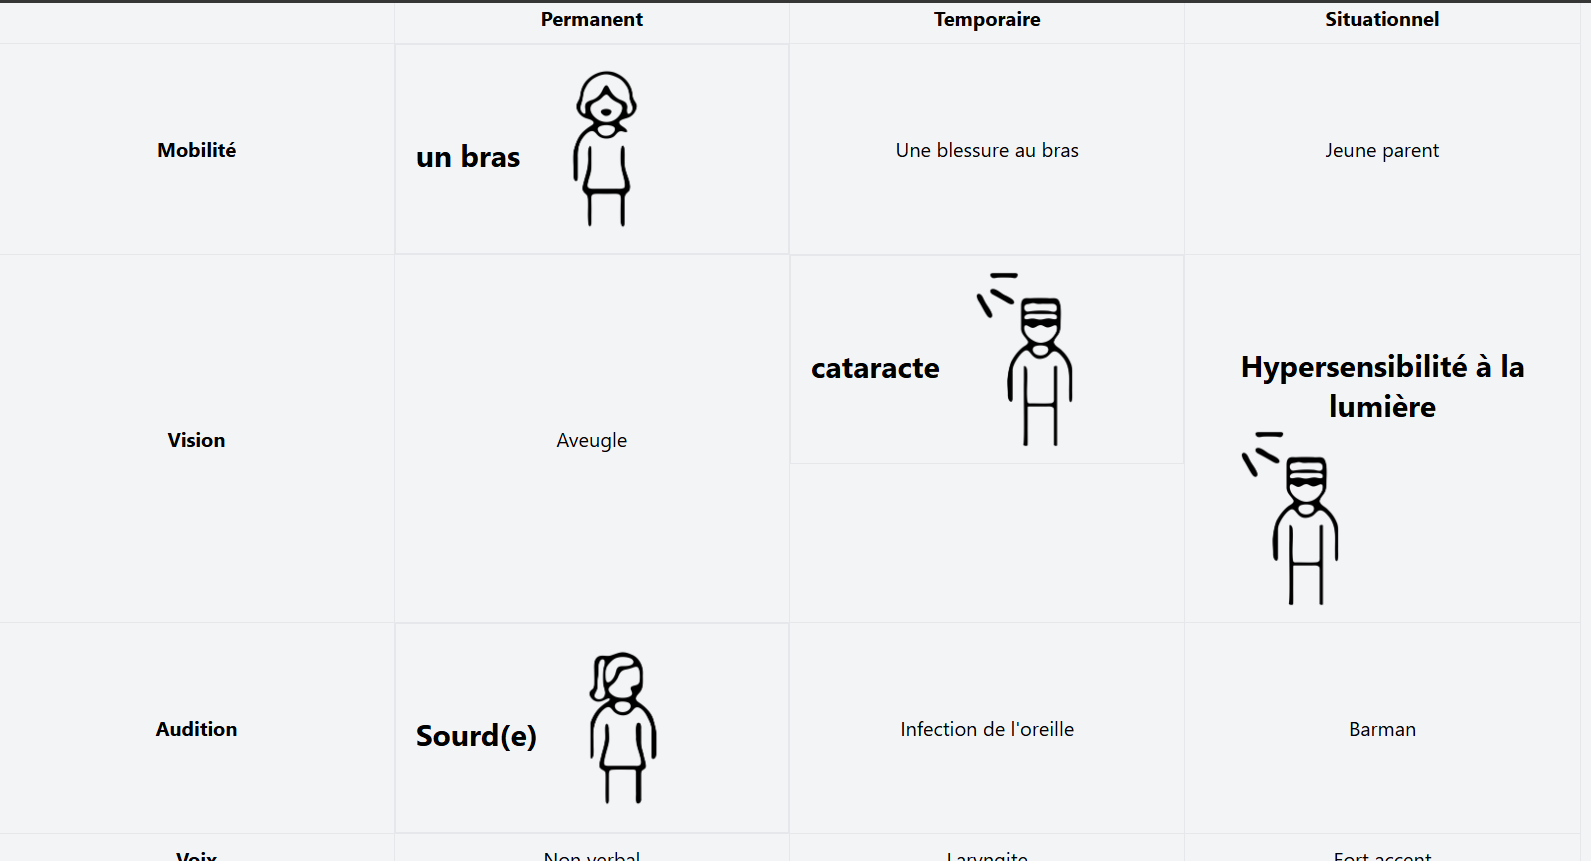 Permanent
Temporaire
Situationnel
Mobilité
un bras
Une blessure au bras
Jeune parent
Vision
Aveugle
cataracte
Hypersensibilité à la
lumière
Audition
Sourd(e)
Infection de l'oreille
Barman
Voix
Non verbal
Laryngite
Fort accent